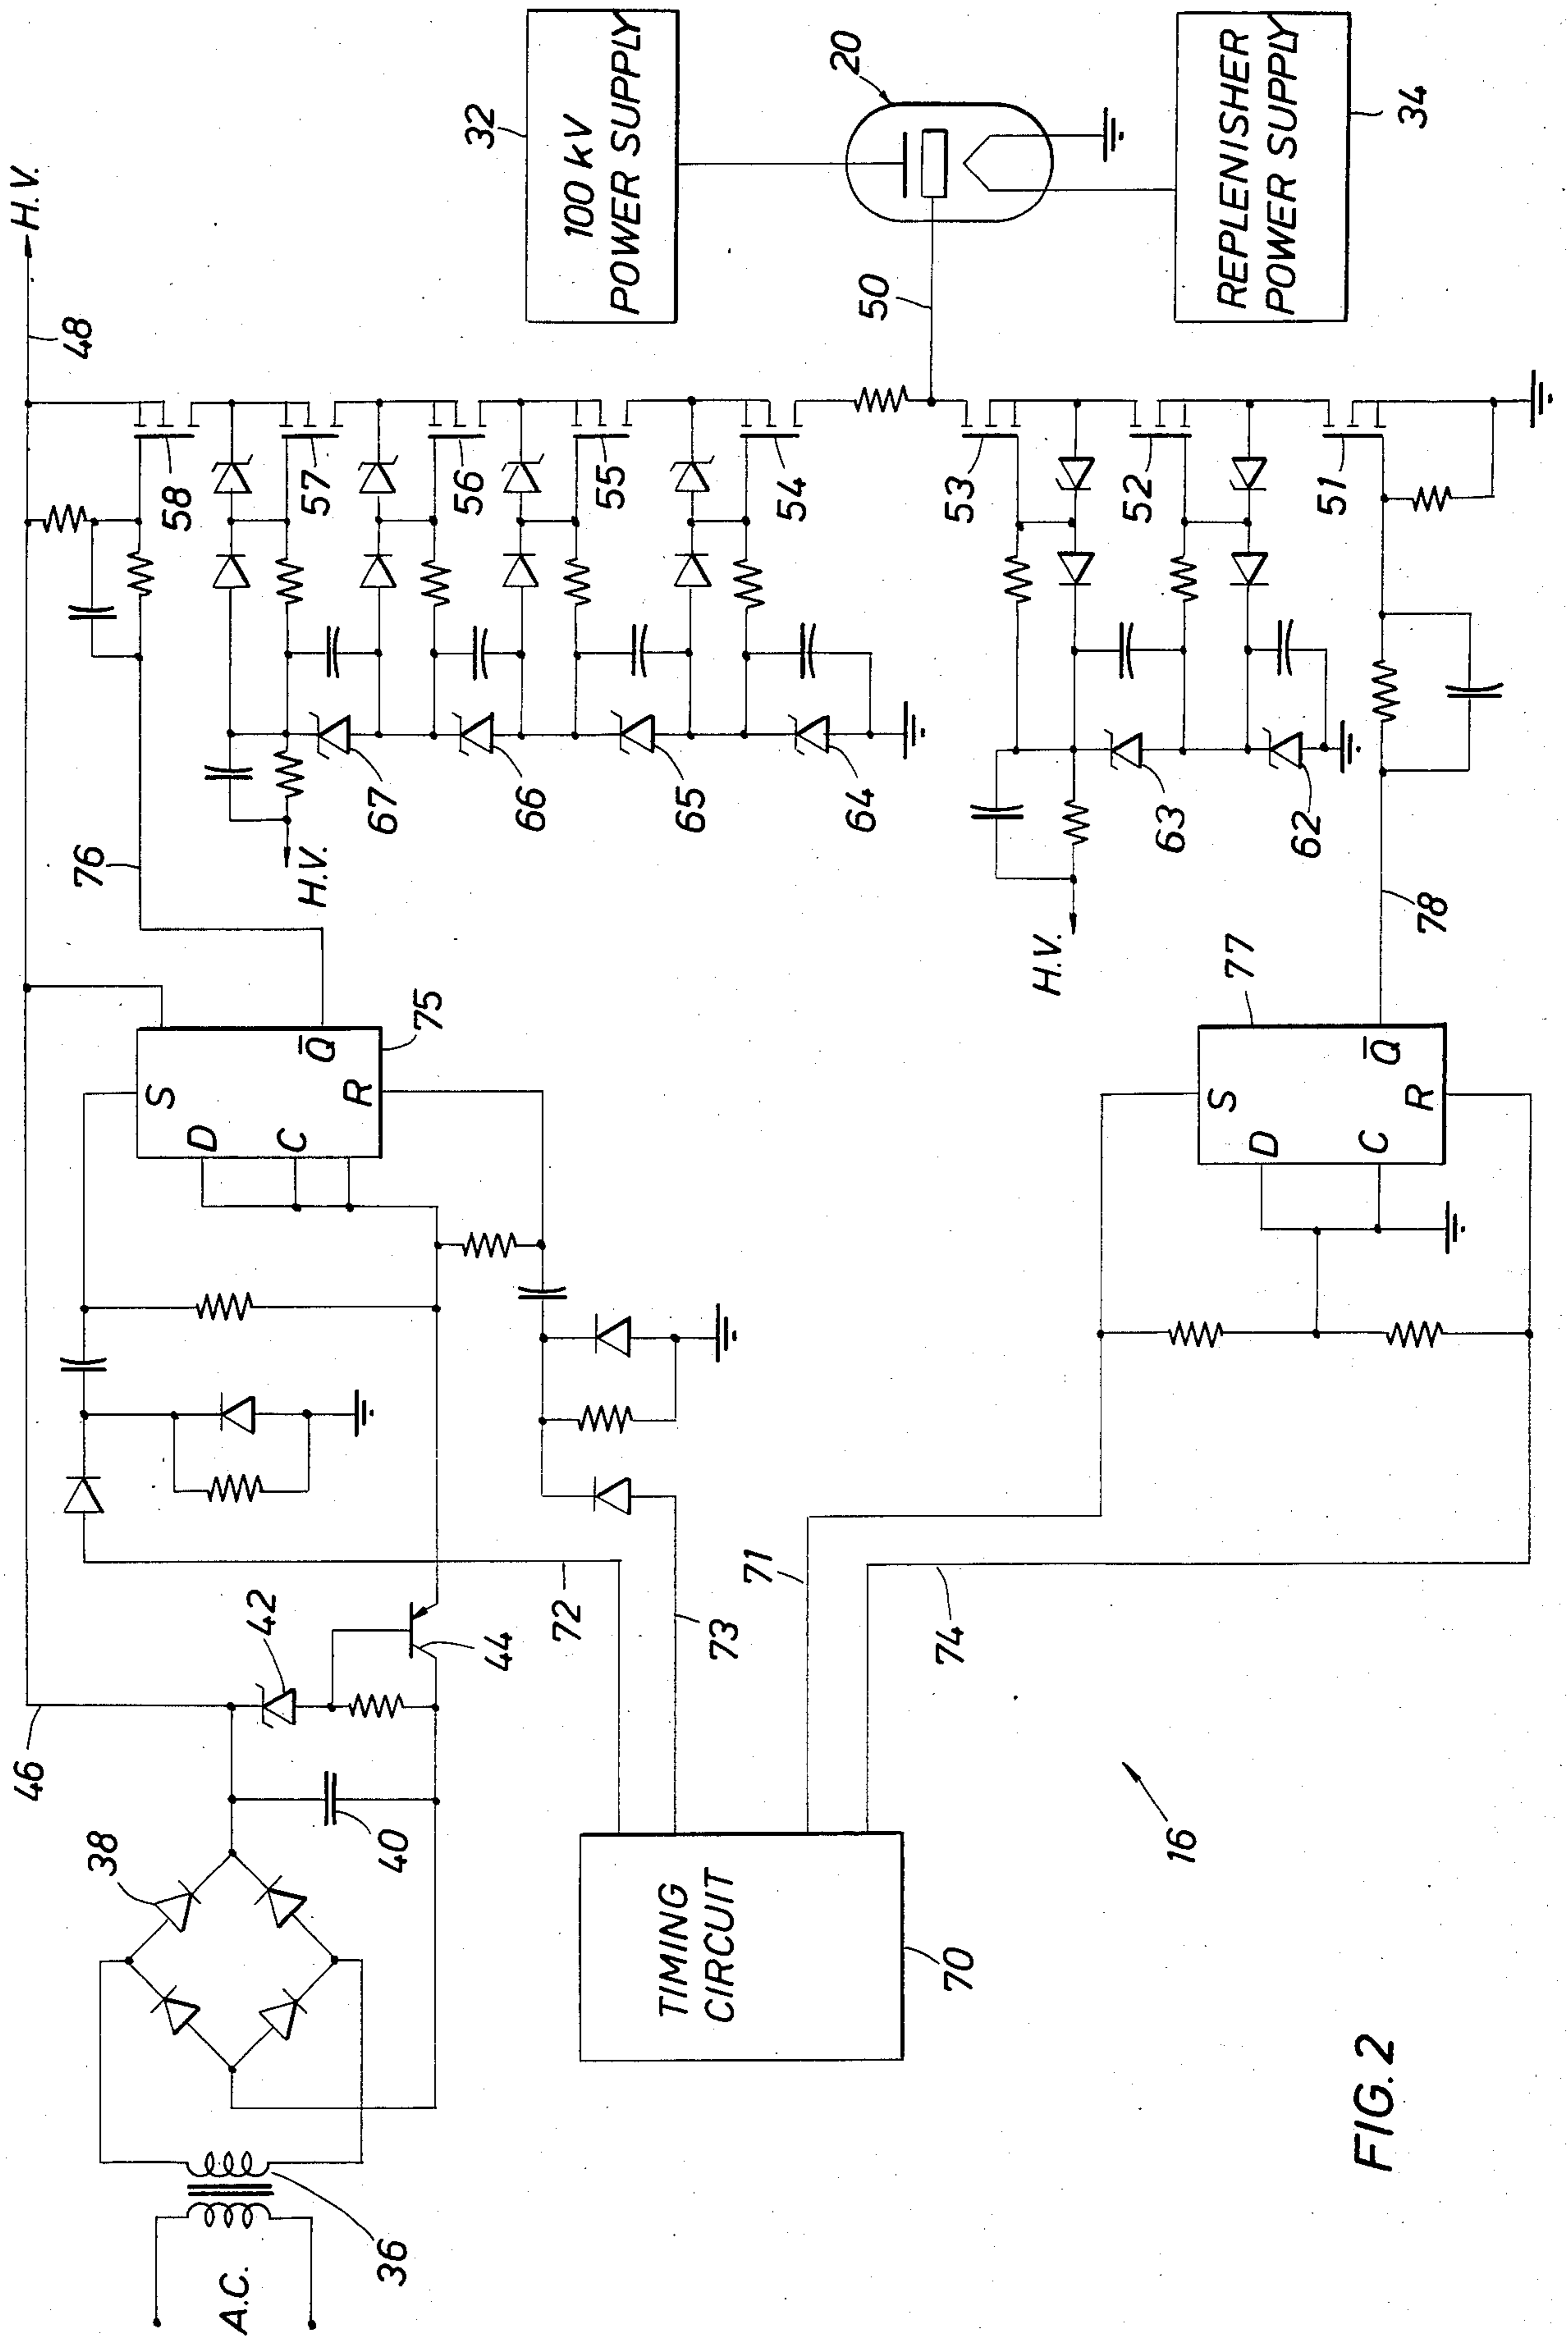 H.V.
48
32
100 kV
POWER SUPPLY
20
50
REPLENISHER
POWER SUPPLY
34
58
57
56
55
54
53
52
51
76
H.V.
67
66
65
64
H.V.
63
62
78
75
S
D
C
Q̅
R
77
S
D
C
Q̅
R
46
42
44
72
73
71
74
38
40
TIMING
CIRCUIT
70
16
36
A.C.
FIG. 2